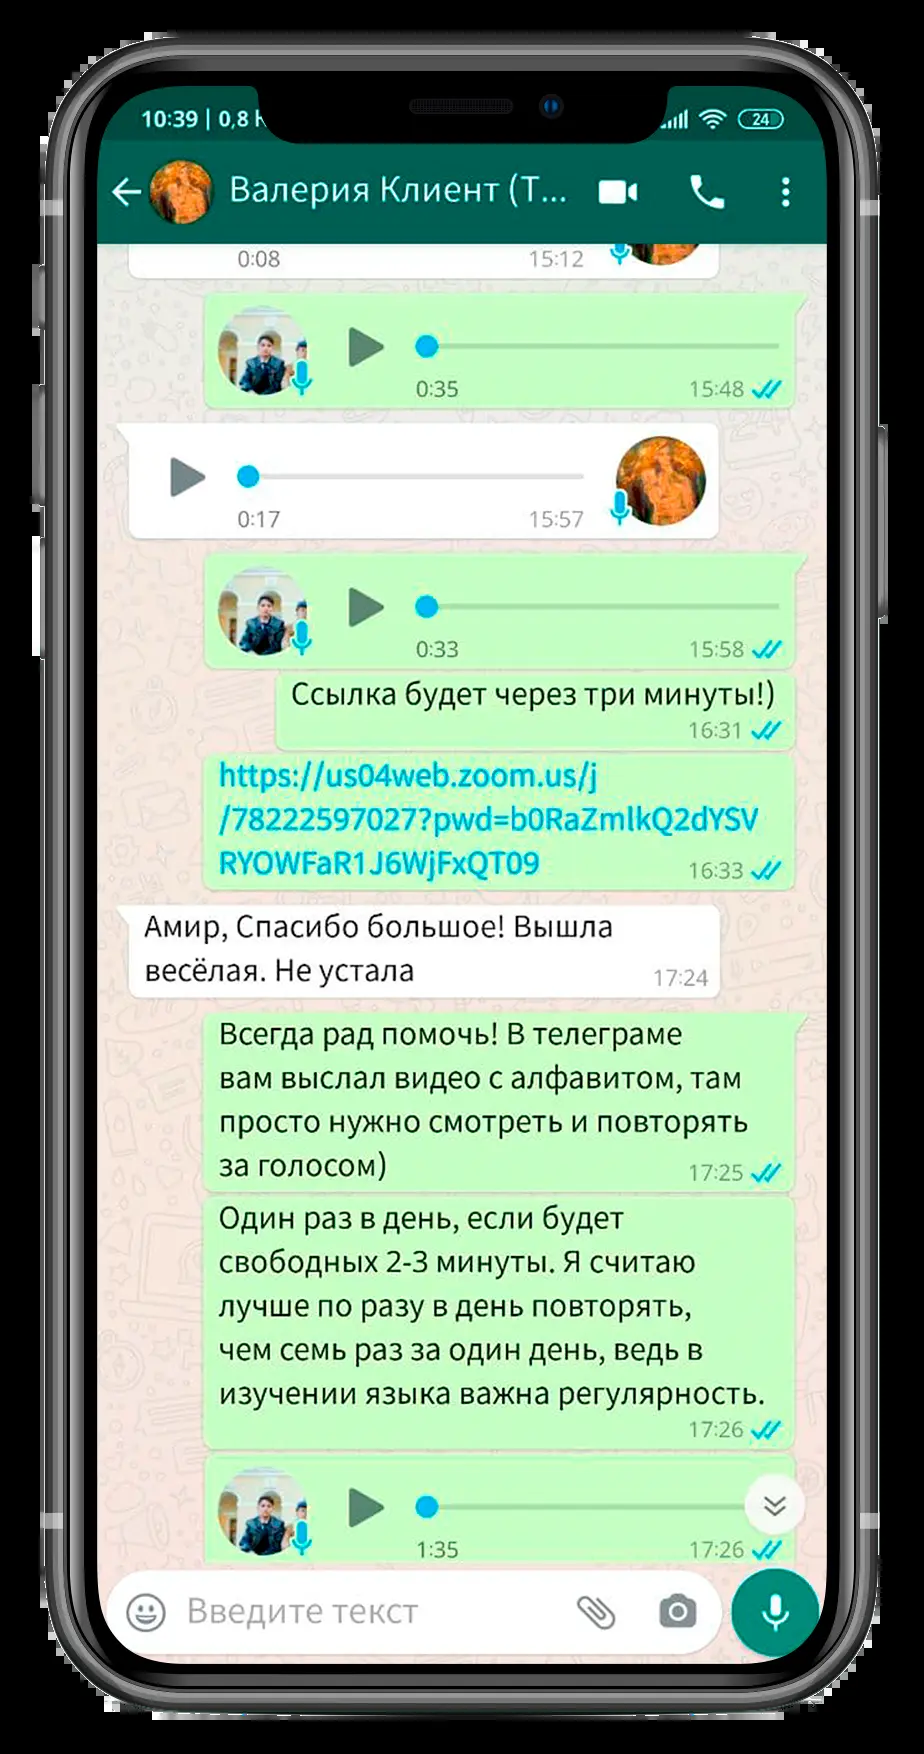 10:39 | 0,8
24
Валерия Клиент (Т...
0:08 15:12
0:35 15:48
0:17 15:57
0:33 15:58
Ссылка будет через три минуты!)
16:31
https://us04web.zoom.us/j
/78222597027?pwd=b0RaZmlkQ2dYSV
RYOWFaR1J6WjFxQT09 16:33
Амир, Спасибо большое! Вышла
весёлая. Не устала 17:24
Всегда рад помочь! В телеграме
вам выслал видео с алфавитом, там
просто нужно смотреть и повторять
за голосом) 17:25
Один раз в день, если будет
свободных 2-3 минуты. Я считаю
лучше по разу в день повторять,
чем семь раз за один день, ведь в
изучении языка важна регулярность.
17:26
1:35 17:26
Введите текст